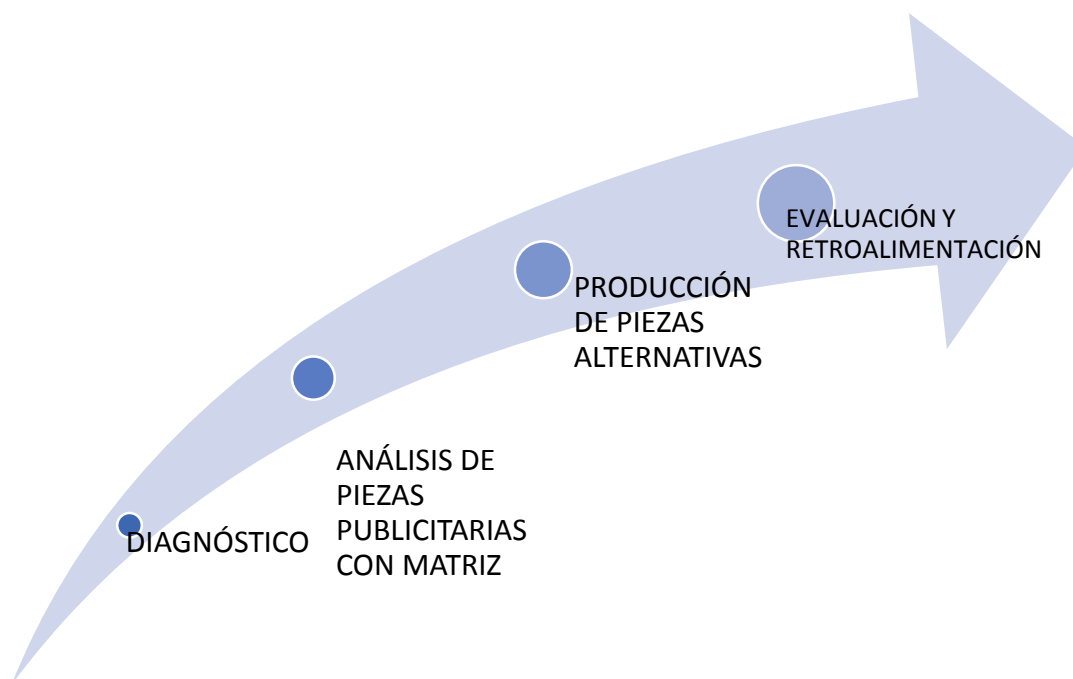 DIAGNÓSTICO
ANÁLISIS DE
PIEZAS
PUBLICITARIAS
CON MATRIZ
PRODUCCIÓN
DE PIEZAS
ALTERNATIVAS
EVALUACIÓN Y
RETROALIMENTACIÓN